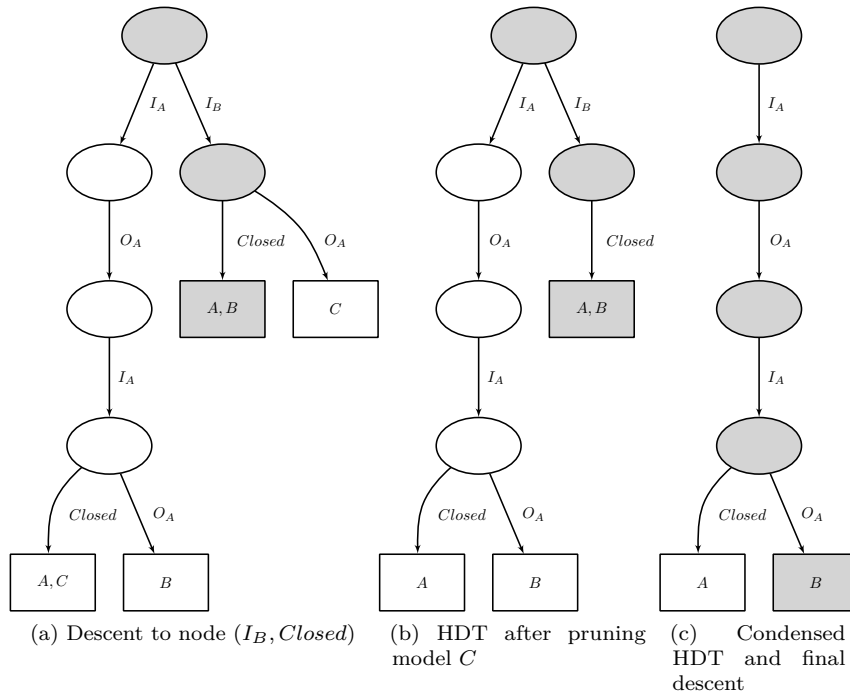 I_A
I_B
O_A
Closed
O_A
A, B
C
I_A
Closed
O_A
A, C
B
(a) Descent to node (I_B, Closed)
I_A
I_B
O_A
Closed
A, B
I_A
Closed
O_A
A
B
(b) HDT after pruning
model C
I_A
O_A
I_A
Closed
O_A
A
B
(c) Condensed
HDT and final
descent